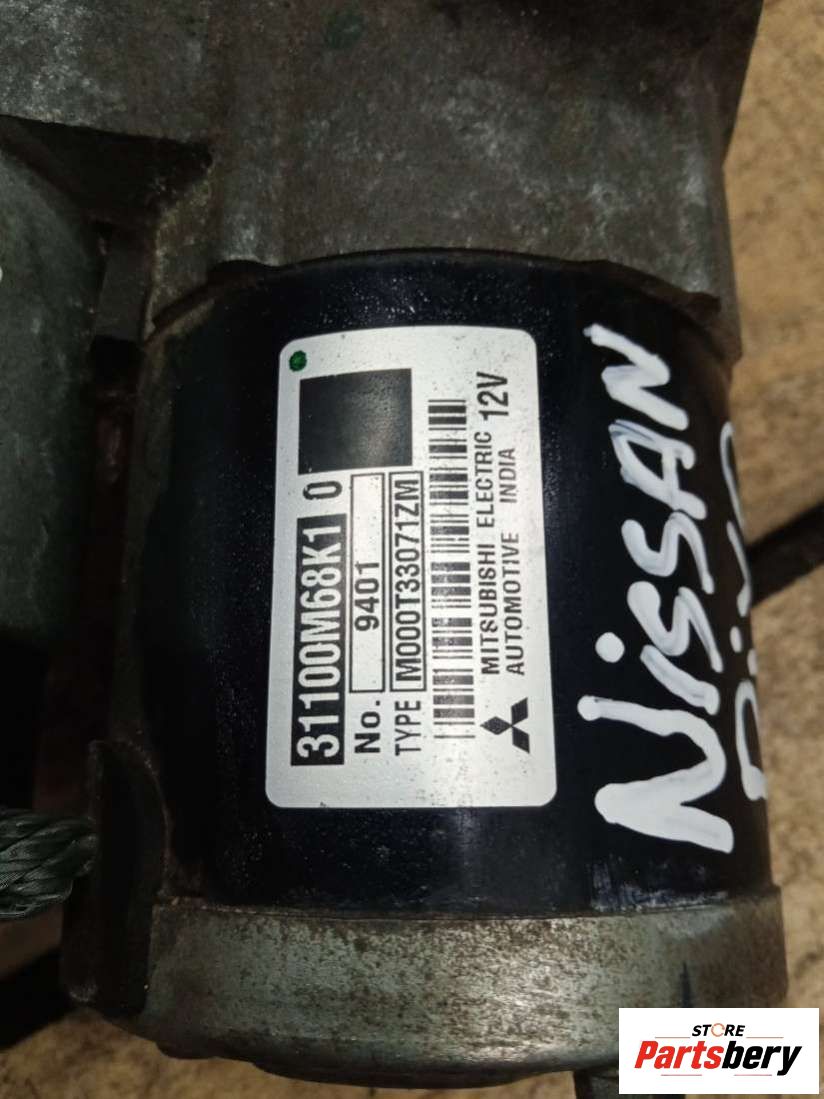 31100M68K1 0
No. 9401
TYPE M000T33071ZM
MITSUBISHI ELECTRIC
AUTOMOTIVE INDIA
12V
NISSAN
STORE
Partsbery